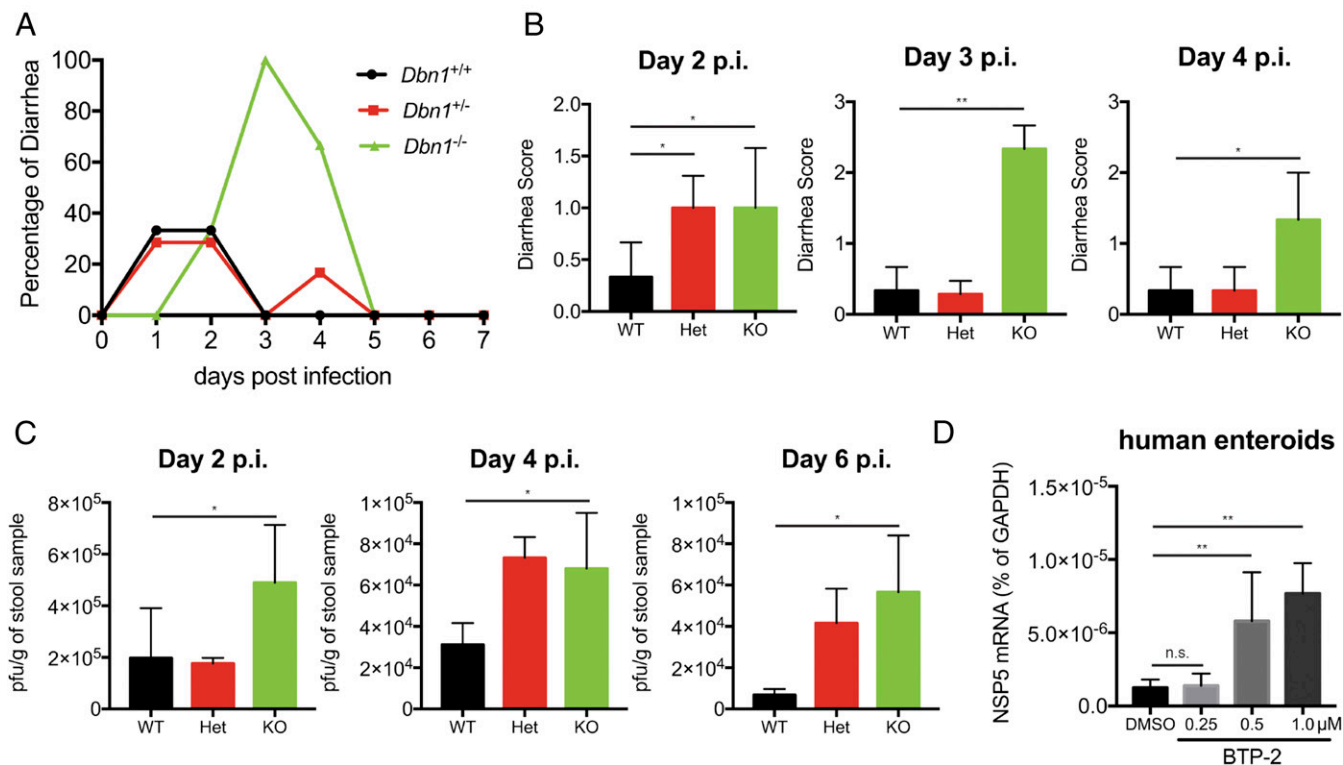 A
Percentage of Diarrhea
100
80
60
40
20
0
0 1 2 3 4 5 6 7
days post infection
Dbn1+/+
Dbn1+/-
Dbn1-/-
B
Day 2 p.i.
Diarrhea Score
2.0
1.5
1.0
0.5
0
*
*
WT Het KO
Day 3 p.i.
Diarrhea Score
3
2
1
0
**
WT Het KO
Day 4 p.i.
Diarrhea Score
4
3
2
1
0
*
WT Het KO
C
Day 2 p.i.
pfu/g of stool sample
8×10⁵
6×10⁵
4×10⁵
2×10⁵
0
*
WT Het KO
Day 4 p.i.
pfu/g of stool sample
1×10⁵
8×10⁴
6×10⁴
4×10⁴
2×10⁴
0
*
WT Het KO
Day 6 p.i.
pfu/g of stool sample
1×10⁵
8×10⁴
6×10⁴
4×10⁴
2×10⁴
0
*
WT Het KO
D
human enteroids
NSP5 mRNA (% of GAPDH)
1.5×10⁻⁵
1.0×10⁻⁵
5.0×10⁻⁶
0.0
**
**
n.s.
DMSO 0.25 0.5 1.0 μM
BTP-2